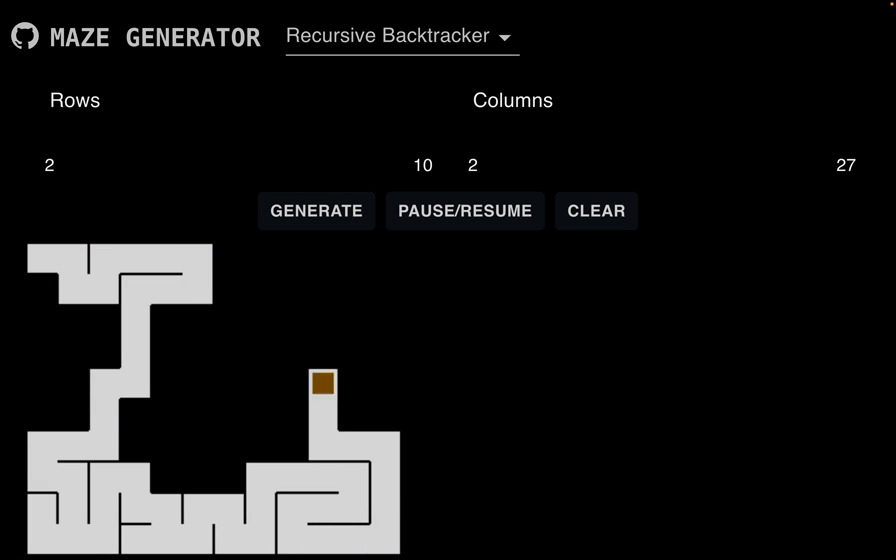 MAZE GENERATOR Recursive Backtracker
Rows Columns
2 10 2 27
GENERATE PAUSE/RESUME CLEAR